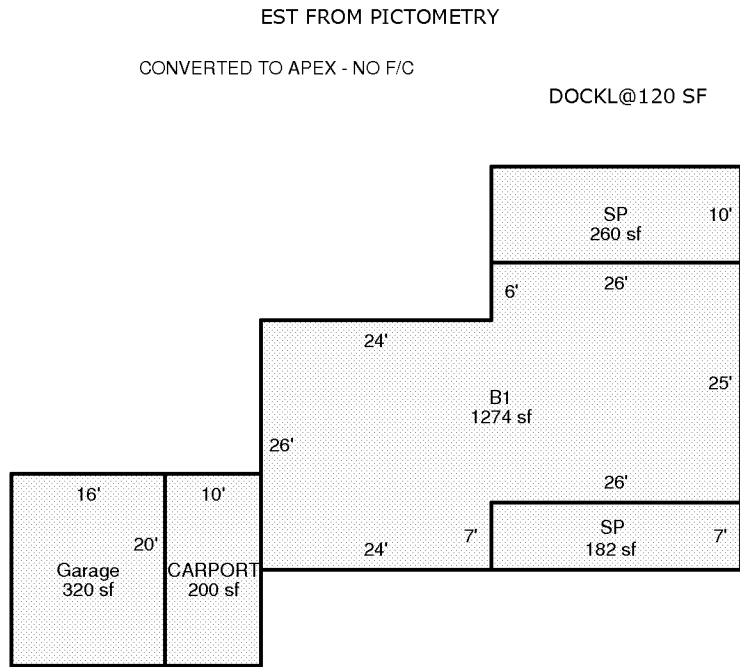 EST FROM PICTOMETRY
CONVERTED TO APEX - NO F/C
DOCKL@120 SF
SP
260 sf
10'
6'
26'
24'
25'
B1
1274 sf
26'
26'
16'
10'
7'
SP
182 sf
7'
20'
24'
Garage
320 sf
CARPORT
200 sf